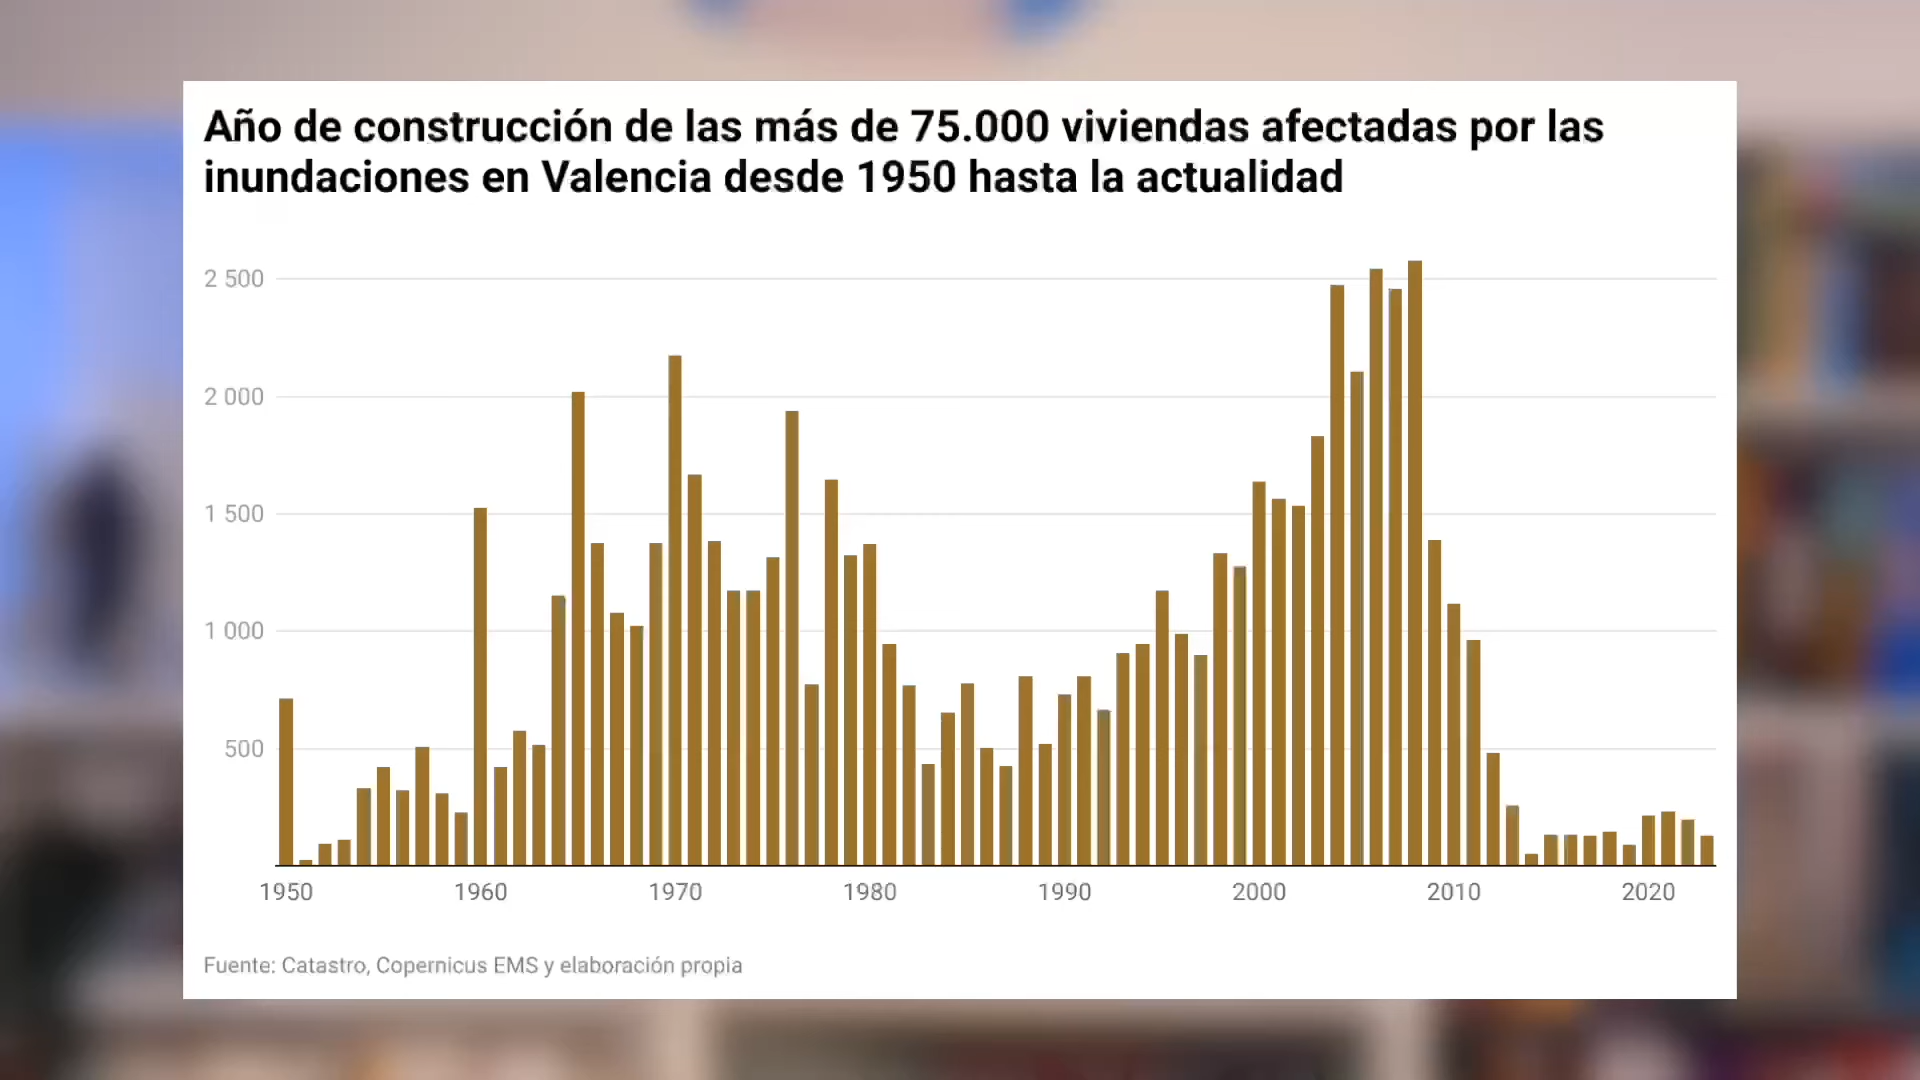 Año de construcción de las más de 75.000 viviendas afectadas por las
inundaciones en Valencia desde 1950 hasta la actualidad
2 500
2 000
1 500
1 000
500
1950 1960 1970 1980 1990 2000 2010 2020
Fuente: Catastro, Copernicus EMS y elaboración propia